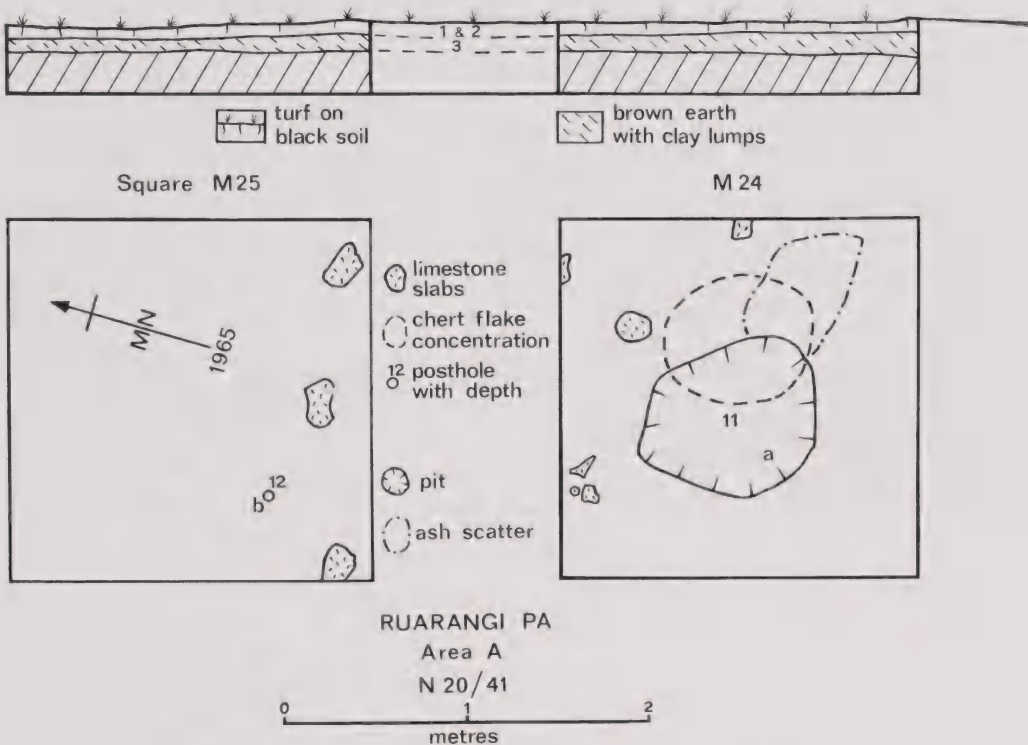 1 & 2
3
turf on
black soil
brown earth
with clay lumps
Square M25
M 24
MN
1965
limestone
slabs
chert flake
concentration
12
posthole
with depth
b 12
pit
ash scatter
11
a
RUARANGI PA
Area A
N 20/41
0 1 2
metres